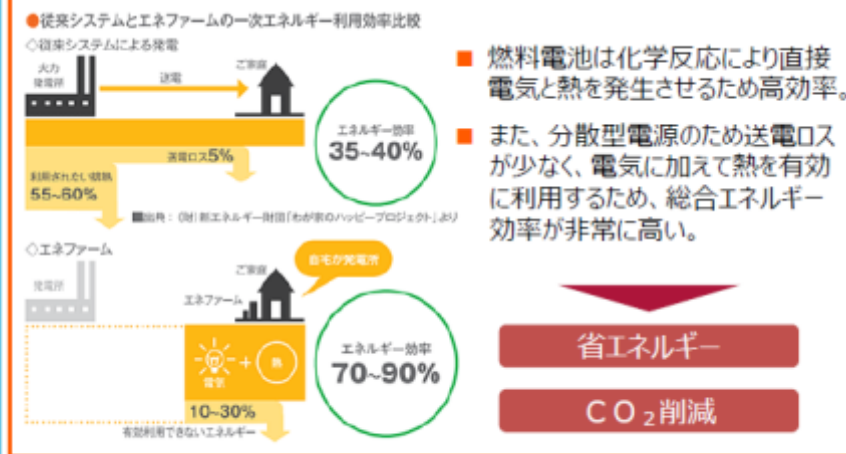 ●従来システムとエネファームの一次エネルギー利用効率比較
◇従来システムによる発電
火力
発電所
送電
ご家庭
送電ロス5%
利用されない排熱
55~60%
エネルギー効率
35~40%
■出典：（財）新エネルギー財団「わが家のハッピープロジェクト」より
◇エネファーム
発電所
ご家庭
自宅が発電所
エネファーム
電気
+
熱
10~30%
有効利用できないエネルギー
エネルギー効率
70~90%
■ 燃料電池は化学反応により直接
電気と熱を発生させるため高効率。
■ また、分散型電源のため送電ロス
が少なく、電気に加えて熱を有効
に利用するため、総合エネルギー
効率が非常に高い。
省エネルギー
ＣＯ₂削減